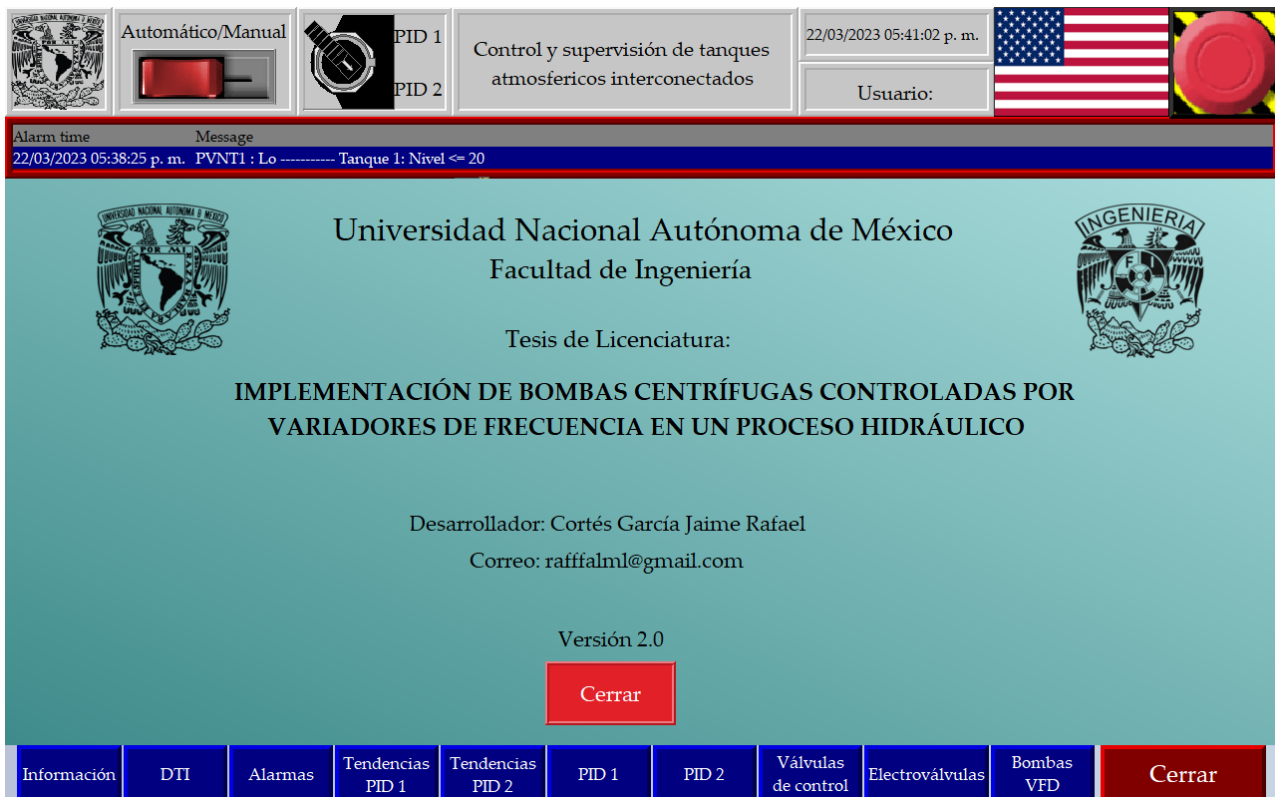 Automático/Manual
PID 1
PID 2
Control y supervisión de tanques
atmosfericos interconectados
22/03/2023 05:41:02 p. m.
Usuario:
Alarm time Message
22/03/2023 05:38:25 p. m. PVNT1 : Lo ----------- Tanque 1: Nivel <= 20
Universidad Nacional Autónoma de México
Facultad de Ingeniería
INGENIERIA
Tesis de Licenciatura:
IMPLEMENTACIÓN DE BOMBAS CENTRÍFUGAS CONTROLADAS POR
VARIADORES DE FRECUENCIA EN UN PROCESO HIDRÁULICO
Desarrollador: Cortés García Jaime Rafael
Correo: rafffalml@gmail.com
Versión 2.0
Cerrar
Información
DTI
Alarmas
Tendencias
PID 1
Tendencias
PID 2
PID 1
PID 2
Válvulas
de control
Electroválvulas
Bombas
VFD
Cerrar